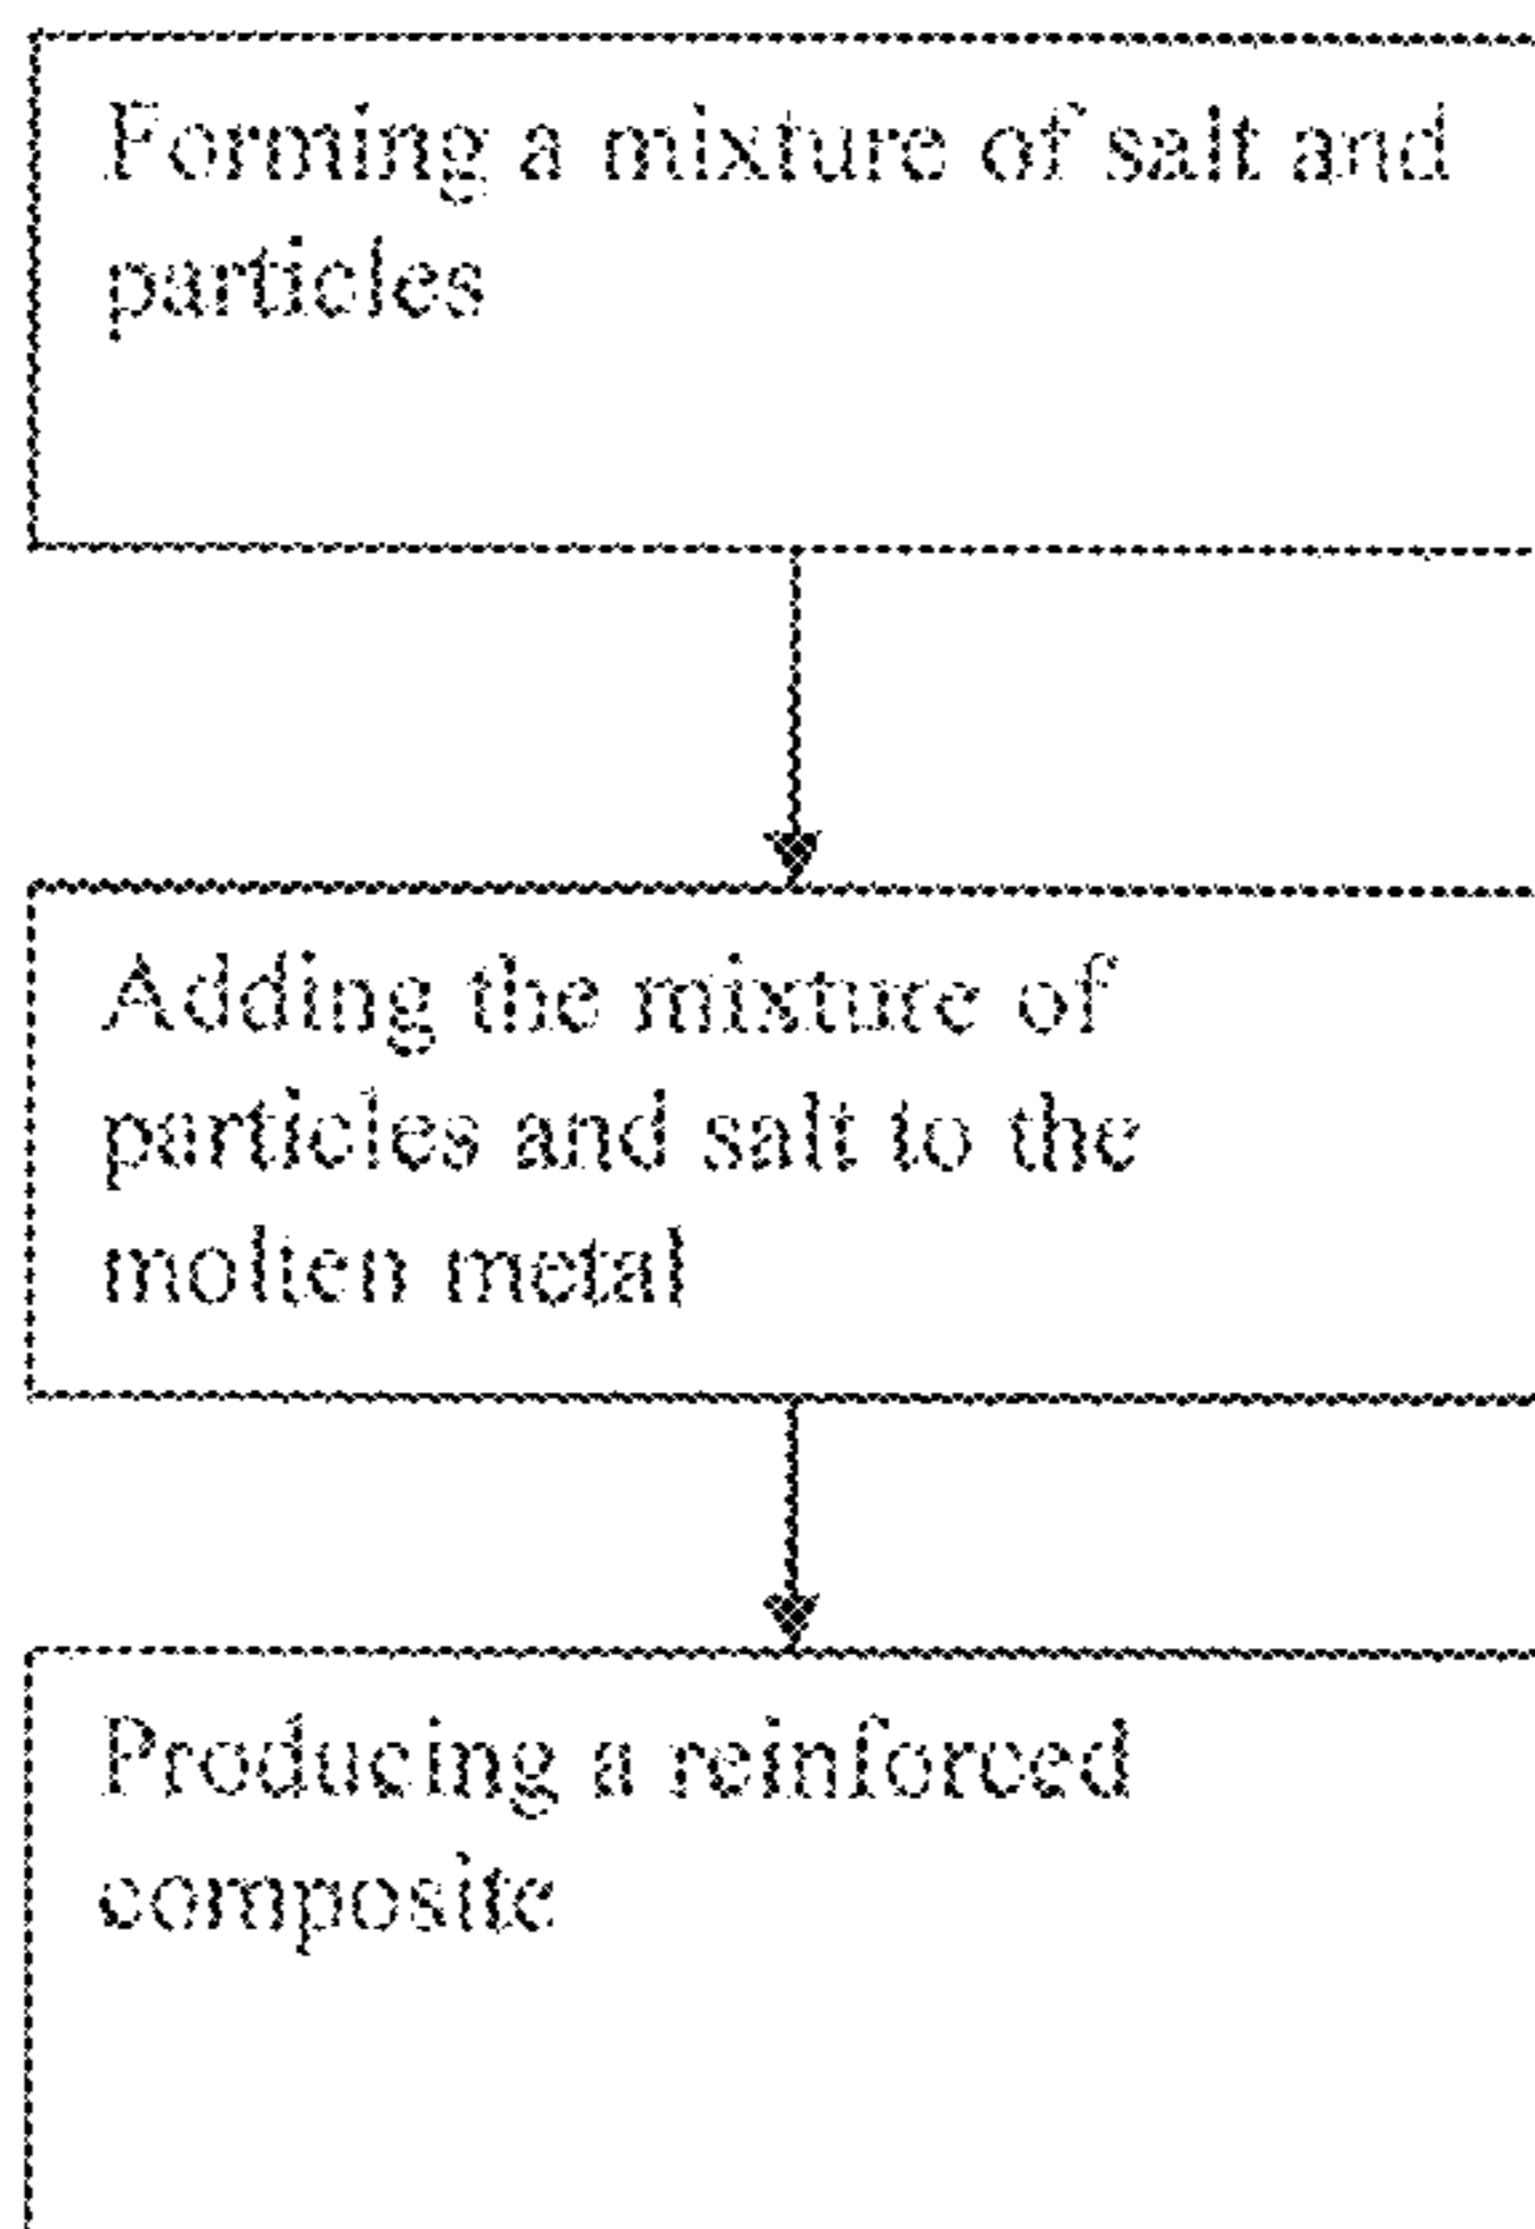 Forming a mixture of salt and
particles
Adding the mixture of
particles and salt to the
molten metal
Producing a reinforced
composite